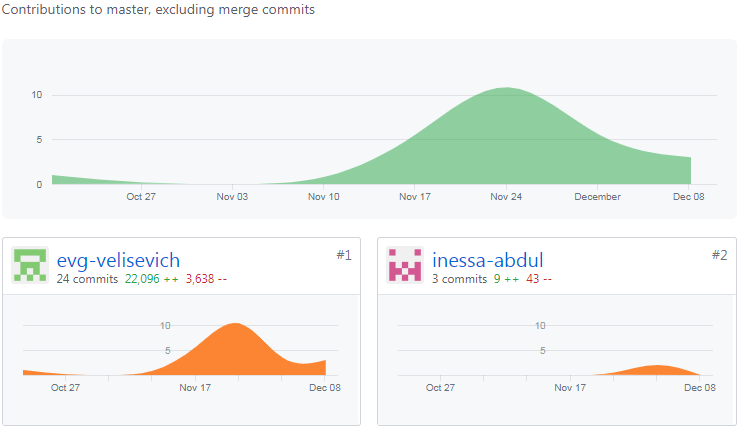 Contributions to master, excluding merge commits
10
5
0
Oct 27 Nov 03 Nov 10 Nov 17 Nov 24 December Dec 08
evg-velisevich #1
24 commits 22,096 ++ 3,638 --
10
5
Oct 27 Nov 17 Dec 08
inessa-abdul #2
3 commits 9 ++ 43 --
10
5
Oct 27 Nov 17 Dec 08